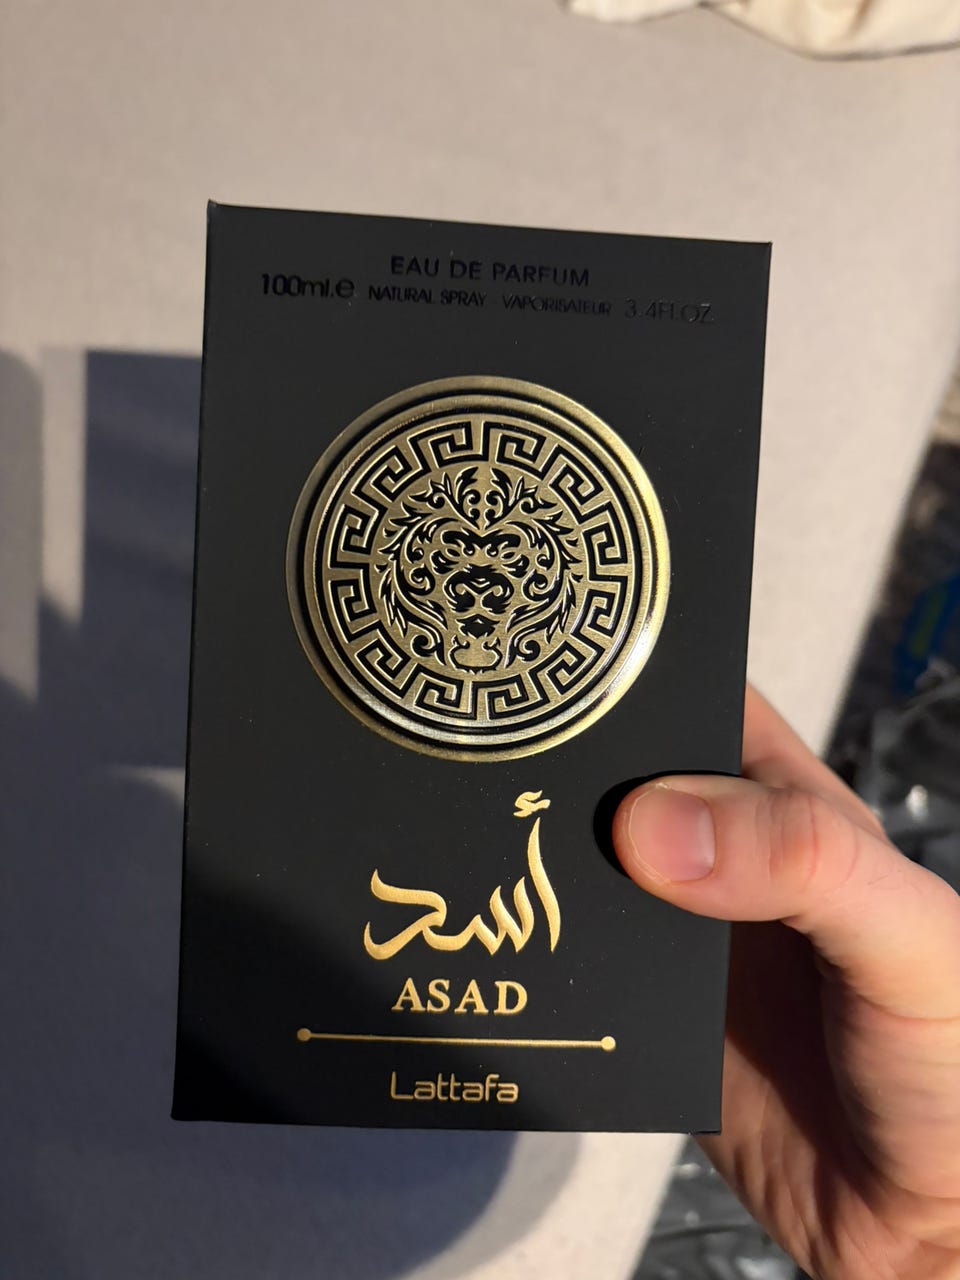 EAU DE PARFUM
100ml.e NATURAL SPRAY - VAPORISATEUR 3.4FL.OZ.
أسد
ASAD
Lattafa